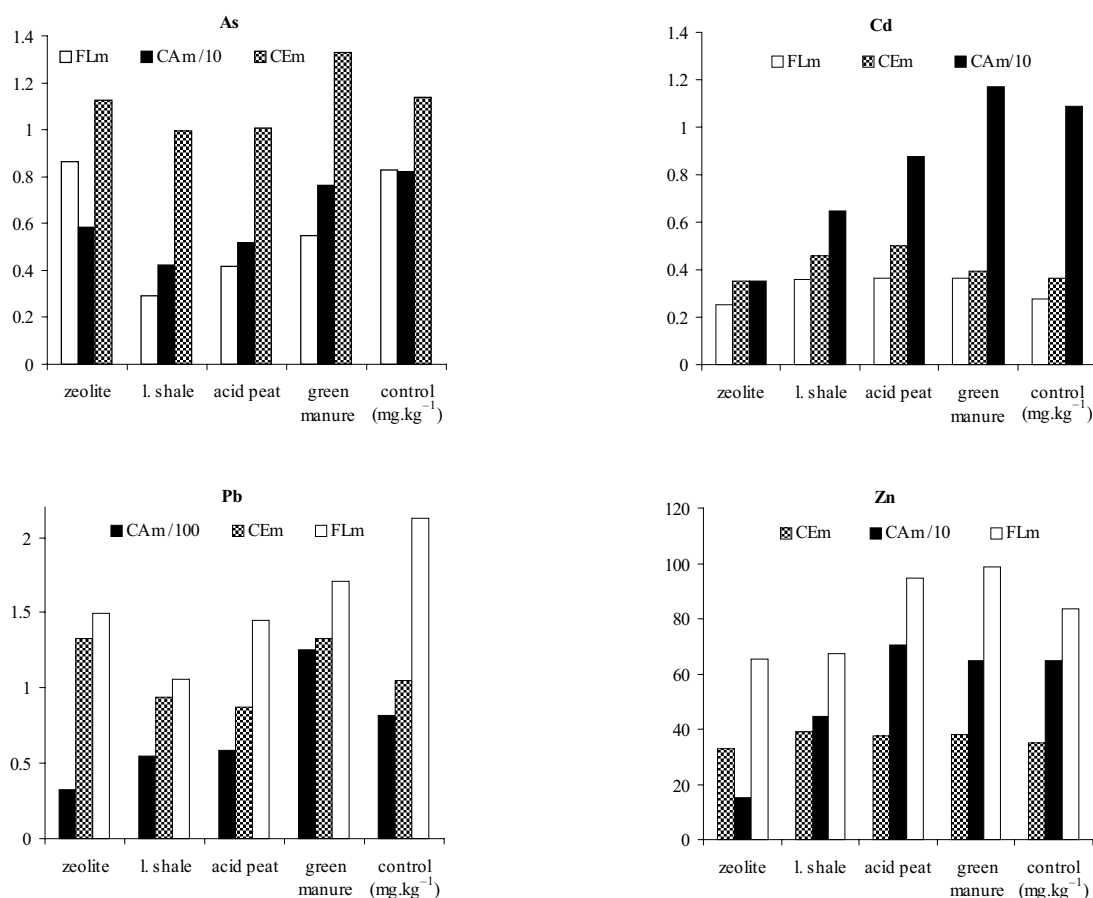 As
1.4
FLm CAm/10 CEm
1.2
1
0.8
0.6
0.4
0.2
0
zeolite l. shale acid peat green control
manure (mg.kg⁻¹)
Cd
1.4
FLm CEm CAm/10
1.2
1
0.8
0.6
0.4
0.2
0
zeolite l. shale acid peat green control
manure (mg.kg⁻¹)
Pb
CAm/100 CEm FLm
2
1.5
1
0.5
0
zeolite l. shale acid peat green control
manure (mg.kg⁻¹)
Zn
120
CEm CAm/10 FLm
100
80
60
40
20
0
zeolite l. shale acid peat green control
manure (mg.kg⁻¹)